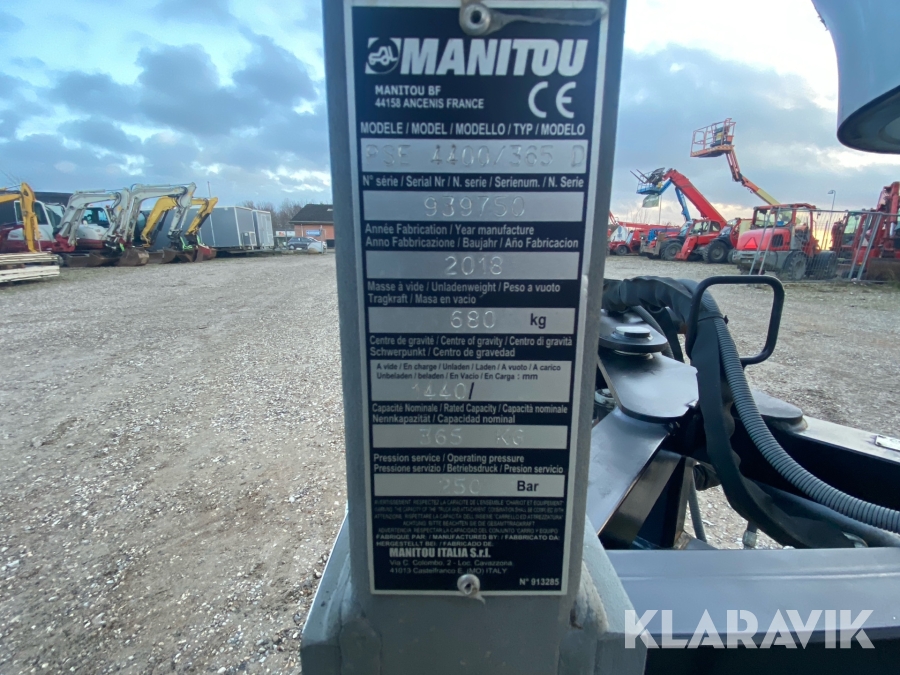 MANITOU
MANITOU BF
44158 ANCENIS FRANCE
CE
MODELE / MODEL / MODELLO / TYP / MODELO
PSE 4400/365 D
N° série / Serial Nr / N. serie / Serienum. / N. Serie
939750
Année Fabrication / Year manufacture
Anno Fabbricazione / Baujahr / Año Fabricacion
2018
Masse à vide / Unladenweight / Peso a vuoto
Tragkraft / Masa en vacio
680 kg
Centre de gravité / Centre of gravity / Centro di gravità
Schwerpunkt / Centro de gravedad
A vide / En charge / Unladen / Laden / A vuoto / A carico
Unbeladen / beladen / En Vacio / En Carga : mm
1440/
Capacité Nominale / Rated Capacity / Capacità nominale
Nennkapazität / Capacidad nominal
365 KG
Pression service / Operating pressure
Pressione servizio / Betriebsdruck / Presion servicio
250 Bar
FABRIQUE PAR: / MANUFACTURED BY: / FABBRICATO DA:
HERGESTELLT BEI: / FABRICADO DE:
MANITOU ITALIA S.r.l.
Via C. Colombo. 2 - Loc. Cavazzona.
41013 Castelfranco E. (MO) ITALY
N° 913285
KLARAVIK